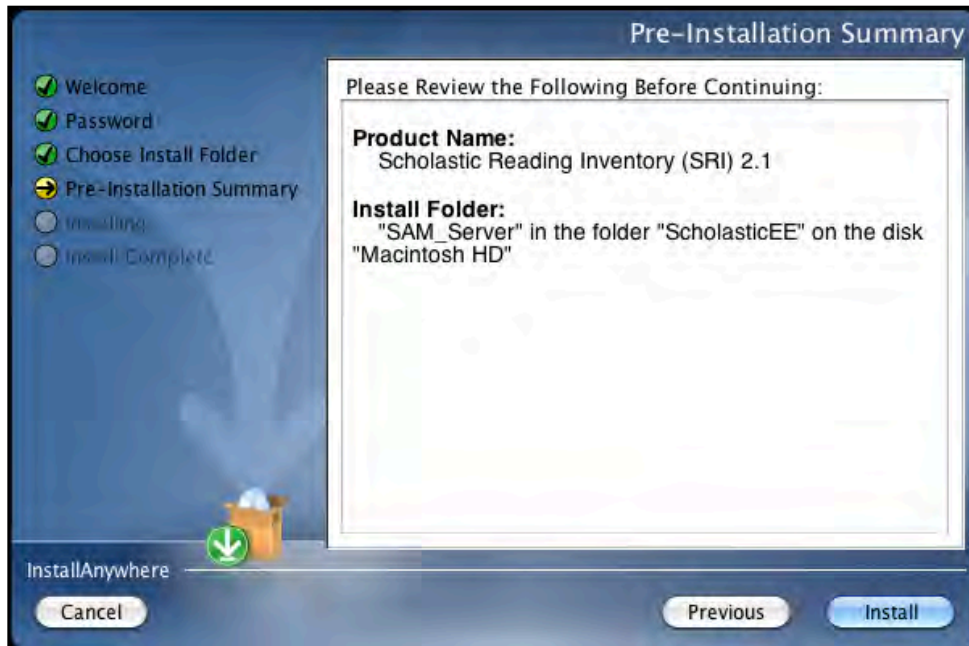 Pre-Installation Summary
Welcome
Password
Choose Install Folder
Pre-Installation Summary
Installing
Install Complete
Please Review the Following Before Continuing:
Product Name:
Scholastic Reading Inventory (SRI) 2.1
Install Folder:
"SAM_Server" in the folder "ScholasticEE" on the disk
"Macintosh HD"
InstallAnywhere
Cancel
Previous
Install